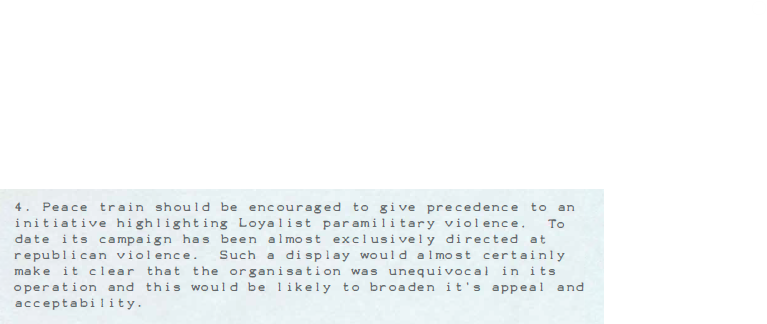 4. Peace train should be encouraged to give precedence to an
initiative highlighting Loyalist paramilitary violence.  To
date its campaign has been almost exclusively directed at
republican violence.  Such a display would almost certainly
make it clear that the organisation was unequivocal in its
operation and this would be likely to broaden it's appeal and
acceptability.